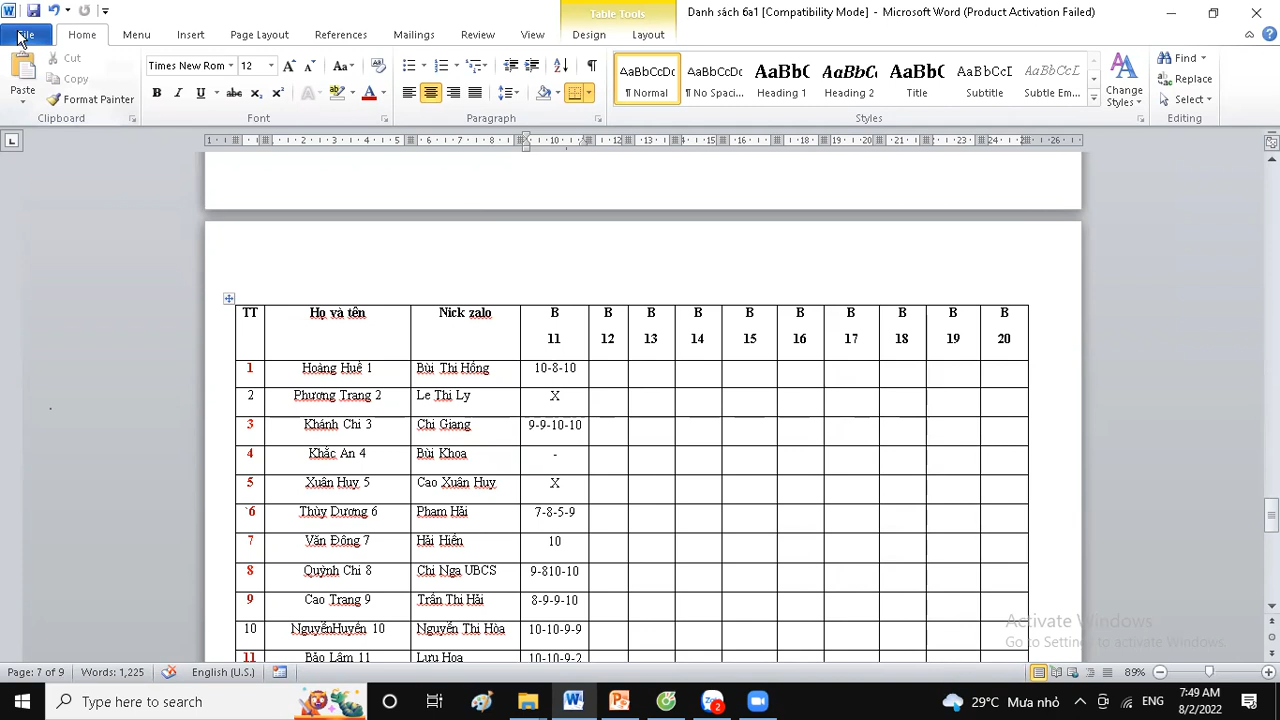 Table Tools
Danh sách 6a1 [Compatibility Mode] - Microsoft Word (Product Activation Failed)
File Home Menu Insert Page Layout References Mailings Review View Design Layout
Paste
Cut
Copy
Format Painter
Clipboard
Times New Rom 12
Font
Paragraph
AaBbCcDc AaBbCcDc AaBbC AaBbCc AaBbC AaBbCcDc AaBbCcL
¶ Normal ¶ No Spaci... Heading 1 Heading 2 Title Subtitle Subtle Em...
Change
Styles
Styles
Find
Replace
Select
Editing
TT Họ và tên Nick zalo B 11 B 12 B 13 B 14 B 15 B 16 B 17 B 18 B 19 B 20
1 Hoàng Huê 1 Bùi Thị Hồng 10-8-10
2 Phương Trang 2 Le Thi Ly X
3 Khánh Chi 3 Chi Giang 9-9-10-10
4 Khắc An 4 Bùi Khoa -
5 Xuân Huy 5 Cao Xuân Huy X
`6 Thùy Dương 6 Pham Hải 7-8-5-9
7 Văn Đông 7 Hải Hiền 10
8 Quỳnh Chi 8 Chi Nga UBCS 9-810-10
9 Cao Trang 9 Trần Thi Hải 8-9-9-10
10 NguyễnHuyền 10 Nguyễn Thị Hòa 10-10-9-9
11 Bảo Lâm 11 Lưu Hoa 10-10-9-2
Activate Windows
Go to Settings to activate Windows.
Page: 7 of 9 Words: 1,225 English (U.S.) 89%
Type here to search
2
29°C Mưa nhỏ
ENG
7:49 AM
8/2/2022